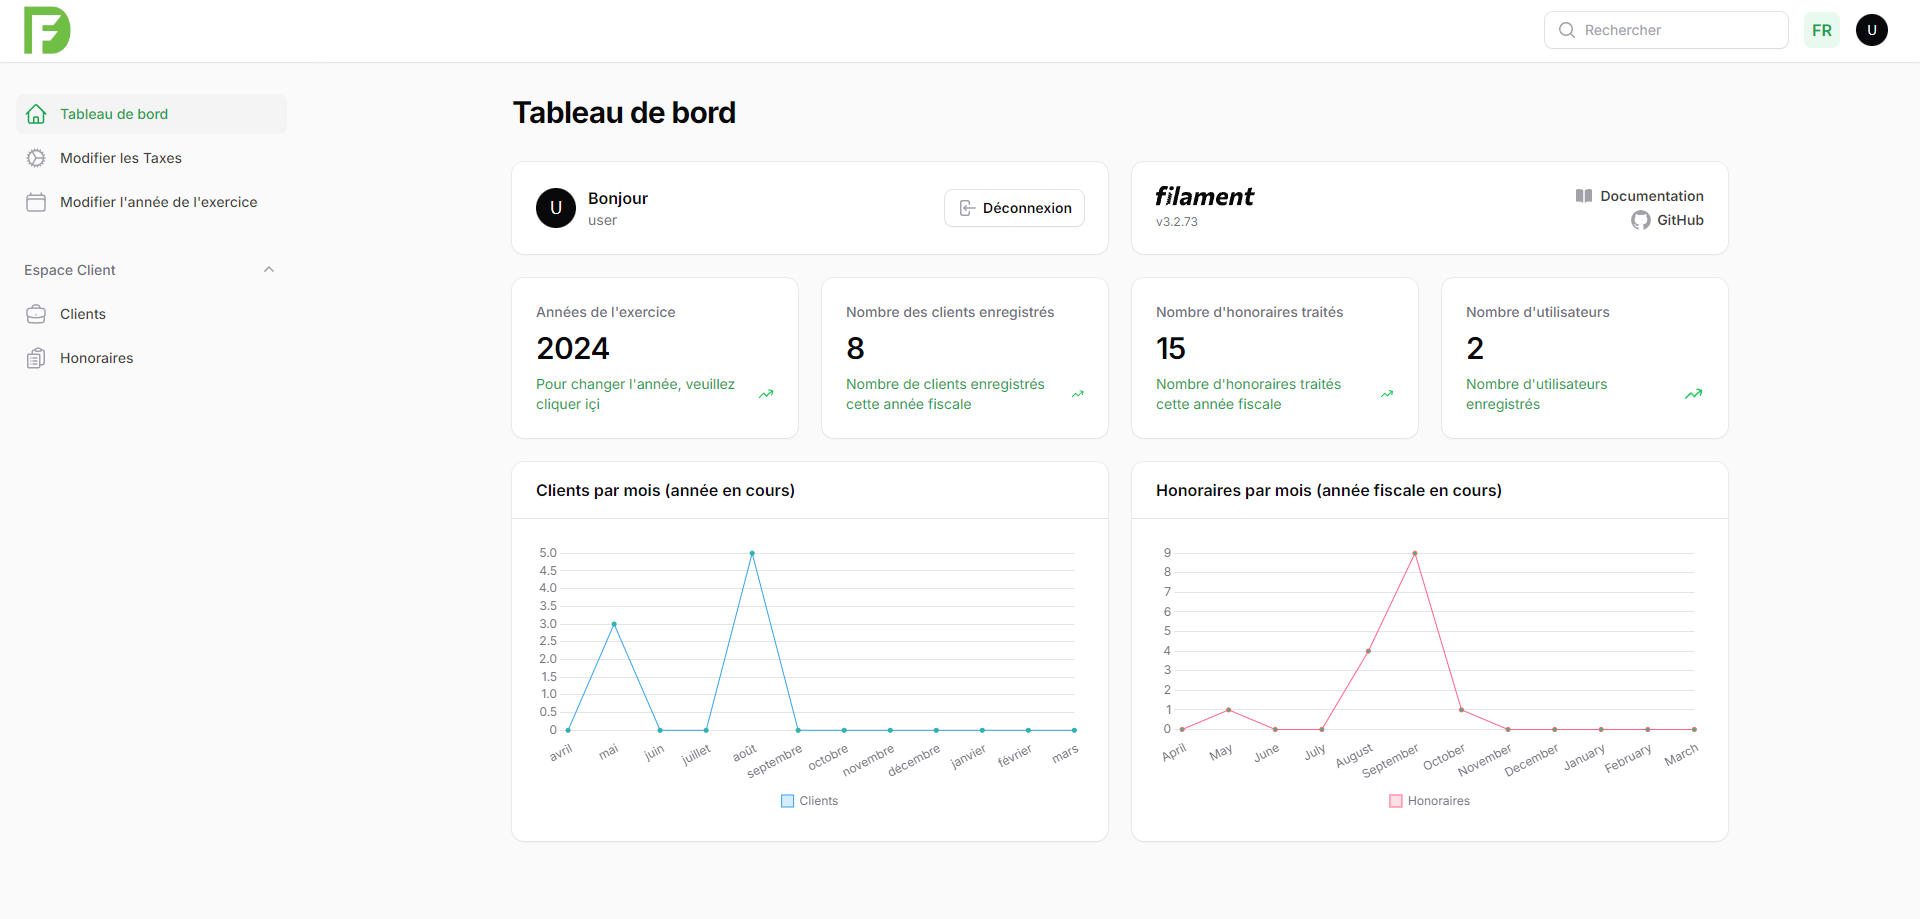 Rechercher
FR
U
Tableau de bord
Modifier les Taxes
Modifier l'année de l'exercice
Espace Client
Clients
Honoraires
Tableau de bord
U
Bonjour
user
Déconnexion
filament
v3.2.73
Documentation
GitHub
Années de l'exercice
2024
Pour changer l'année, veuillez
cliquer içi
Nombre des clients enregistrés
8
Nombre de clients enregistrés
cette année fiscale
Nombre d'honoraires traités
15
Nombre d'honoraires traités
cette année fiscale
Nombre d'utilisateurs
2
Nombre d'utilisateurs
enregistrés
Clients par mois (année en cours)
5.0
4.5
4.0
3.5
3.0
2.5
2.0
1.5
1.0
0.5
0
avril
mai
juin
juillet
août
septembre
octobre
novembre
décembre
janvier
février
mars
Clients
Honoraires par mois (année fiscale en cours)
9
8
7
6
5
4
3
2
1
0
April
May
June
July
August
September
October
November
December
January
February
March
Honoraires